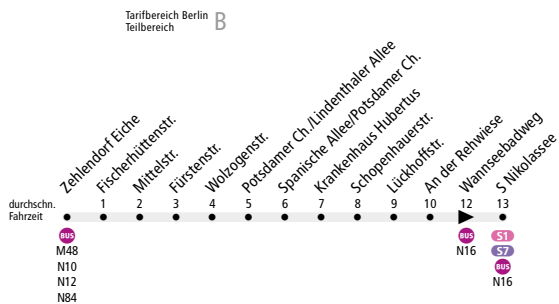 Tarifbereich Berlin
Teilbereich
B
Zehlendorf Eiche
Fischerhüttenstr.
Mittelstr.
Fürstenstr.
Wolzogenstr.
Potsdamer Ch./Lindenthaler Allee
Spanische Allee/Potsdamer Ch.
Krankenhaus Hubertus
Schopenhauerstr.
Lückhoffstr.
An der Rehwiese
Wannseebadweg
S Nikolassee
durchschn.
Fahrzeit
1 2 3 4 5 6 7 8 9 10 12 13
BUS
M48
N10
N12
N84
BUS
N16
S1
S7
BUS
N16